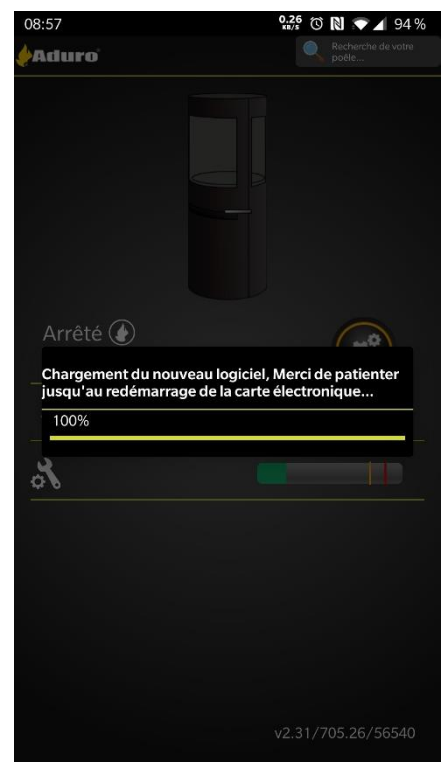 08:57
0.26
KB/S
94 %
Aduro
Recherche de votre
poêle...
Arrêté
Chargement du nouveau logiciel, Merci de patienter
jusqu'au redémarrage de la carte électronique...
100%
v2.31/705.26/56540